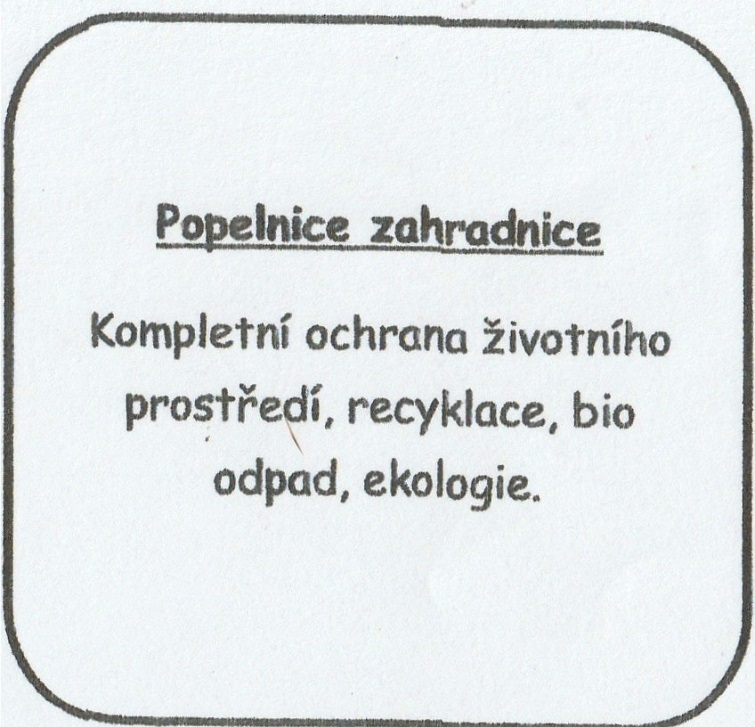 Popelnice zahradnice
Kompletní ochrana životního
prostředí, recyklace, bio
odpad, ekologie.